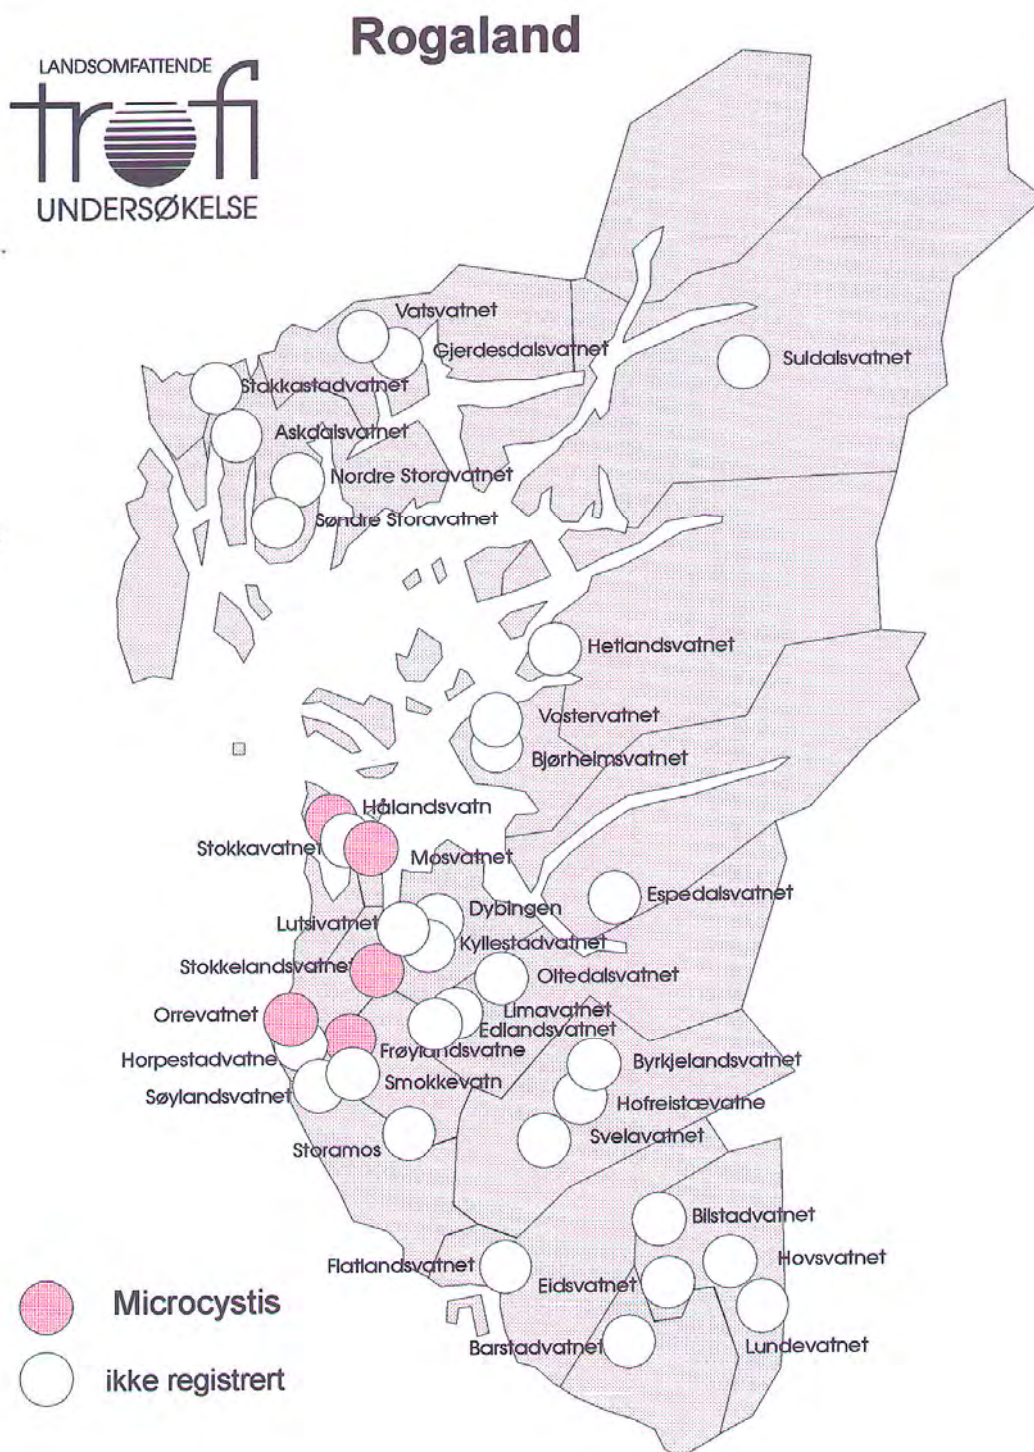 Rogaland
LANDSOMFATTENDE
trofi
UNDERSØKELSE
Vatsvatnet
Gjerdesdalsvatnet
Suldalsvatnet
Stakkastadvatnet
Askdalsvatnet
Nordre Storavatnet
Søndre Storavatnet
Hetlandsvatnet
Vostervatnet
Bjørheimsvatnet
Hålandsvatn
Stokkavatnet
Mosvatnet
Espedalsvatnet
Dybingen
Lutsivatnet
Kyllestadvatnet
Stokkelandsvatnet
Oltedalsvatnet
Orrevatnet
Limavatnet
Edlandsvatnet
Frøylandsvatne
Horpestadvatne
Byrkjelandsvatnet
Smokkevatn
Søylandsvatnet
Hofreistævatne
Svelavatnet
Storamos
Bilstadvatnet
Hovsvatnet
Flatlandsvatnet
Eidsvatnet
Microcystis
Barstadvatnet
Lundevatnet
ikke registrert